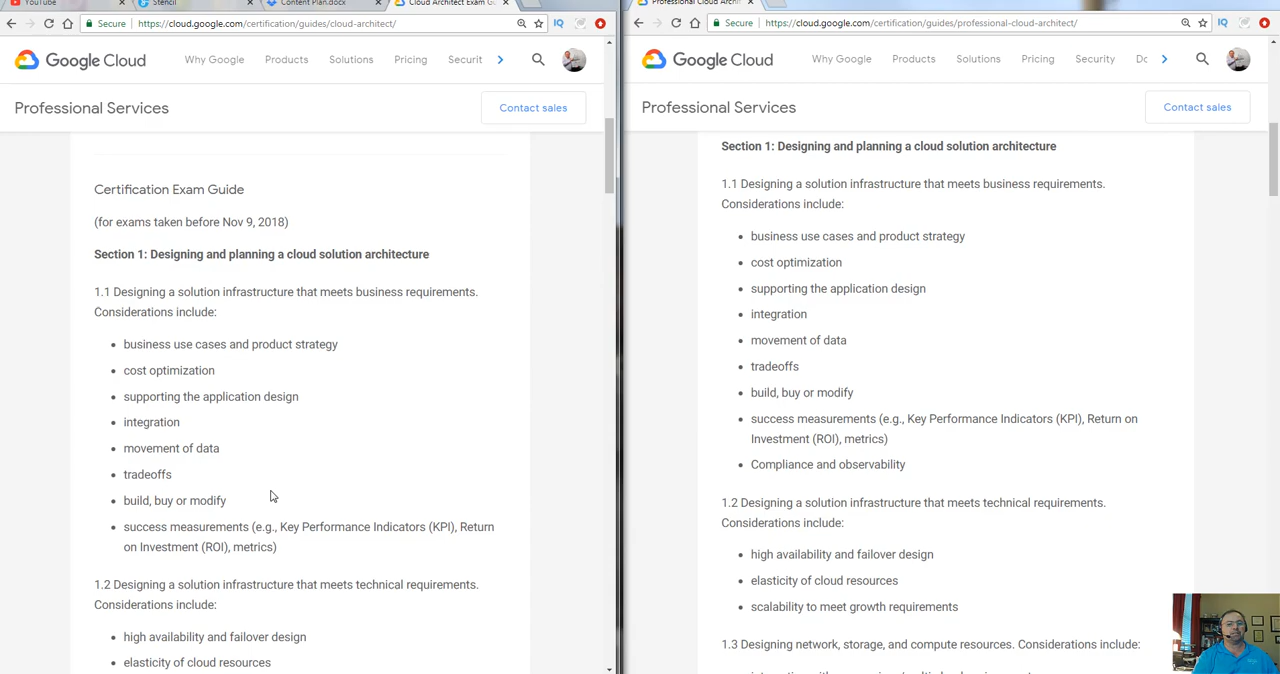 YouTube
Stencil
Content Plan.docx
Cloud Architect Exam Gu
Secure
https://cloud.google.com/certification/guides/cloud-architect/
IQ
Google Cloud
Why Google
Products
Solutions
Pricing
Securit
Professional Services
Contact sales
Certification Exam Guide
(for exams taken before Nov 9, 2018)
Section 1: Designing and planning a cloud solution architecture
1.1 Designing a solution infrastructure that meets business requirements.
Considerations include:
business use cases and product strategy
cost optimization
supporting the application design
integration
movement of data
tradeoffs
build, buy or modify
success measurements (e.g., Key Performance Indicators (KPI), Return
on Investment (ROI), metrics)
1.2 Designing a solution infrastructure that meets technical requirements.
Considerations include:
high availability and failover design
elasticity of cloud resources
Professional Cloud Archi
Secure
https://cloud.google.com/certification/guides/professional-cloud-architect/
IQ
Google Cloud
Why Google
Products
Solutions
Pricing
Security
Dc
Professional Services
Contact sales
Section 1: Designing and planning a cloud solution architecture
1.1 Designing a solution infrastructure that meets business requirements.
Considerations include:
business use cases and product strategy
cost optimization
supporting the application design
integration
movement of data
tradeoffs
build, buy or modify
success measurements (e.g., Key Performance Indicators (KPI), Return on
Investment (ROI), metrics)
Compliance and observability
1.2 Designing a solution infrastructure that meets technical requirements.
Considerations include:
high availability and failover design
elasticity of cloud resources
scalability to meet growth requirements
1.3 Designing network, storage, and compute resources. Considerations include: